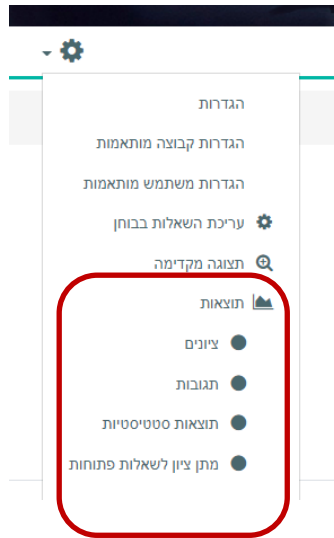 הגדרות
הגדרות קבוצה מותאמות
הגדרות משתמש מותאמות
עריכת השאלות בבוחן
תצוגה מקדימה
תוצאות
ציונים
תגובות
תוצאות סטטיסטיות
מתן ציון לשאלות פתוחות